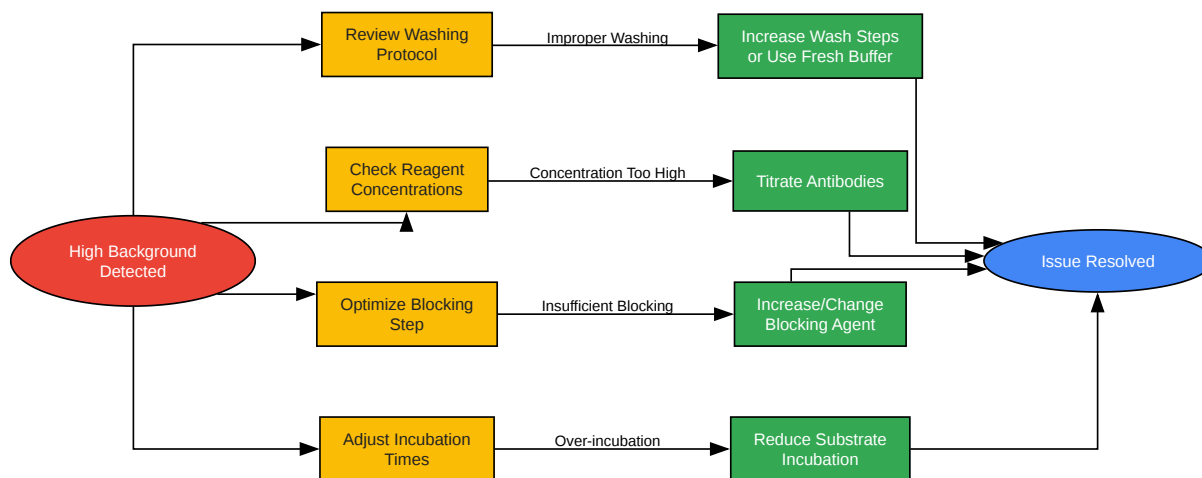 Review Washing
Protocol
Improper Washing
Increase Wash Steps
or Use Fresh Buffer
Check Reagent
Concentrations
Concentration Too High
Titrate Antibodies
High Background
Detected
Issue Resolved
Optimize Blocking
Step
Insufficient Blocking
Increase/Change
Blocking Agent
Adjust Incubation
Times
Over-incubation
Reduce Substrate
Incubation